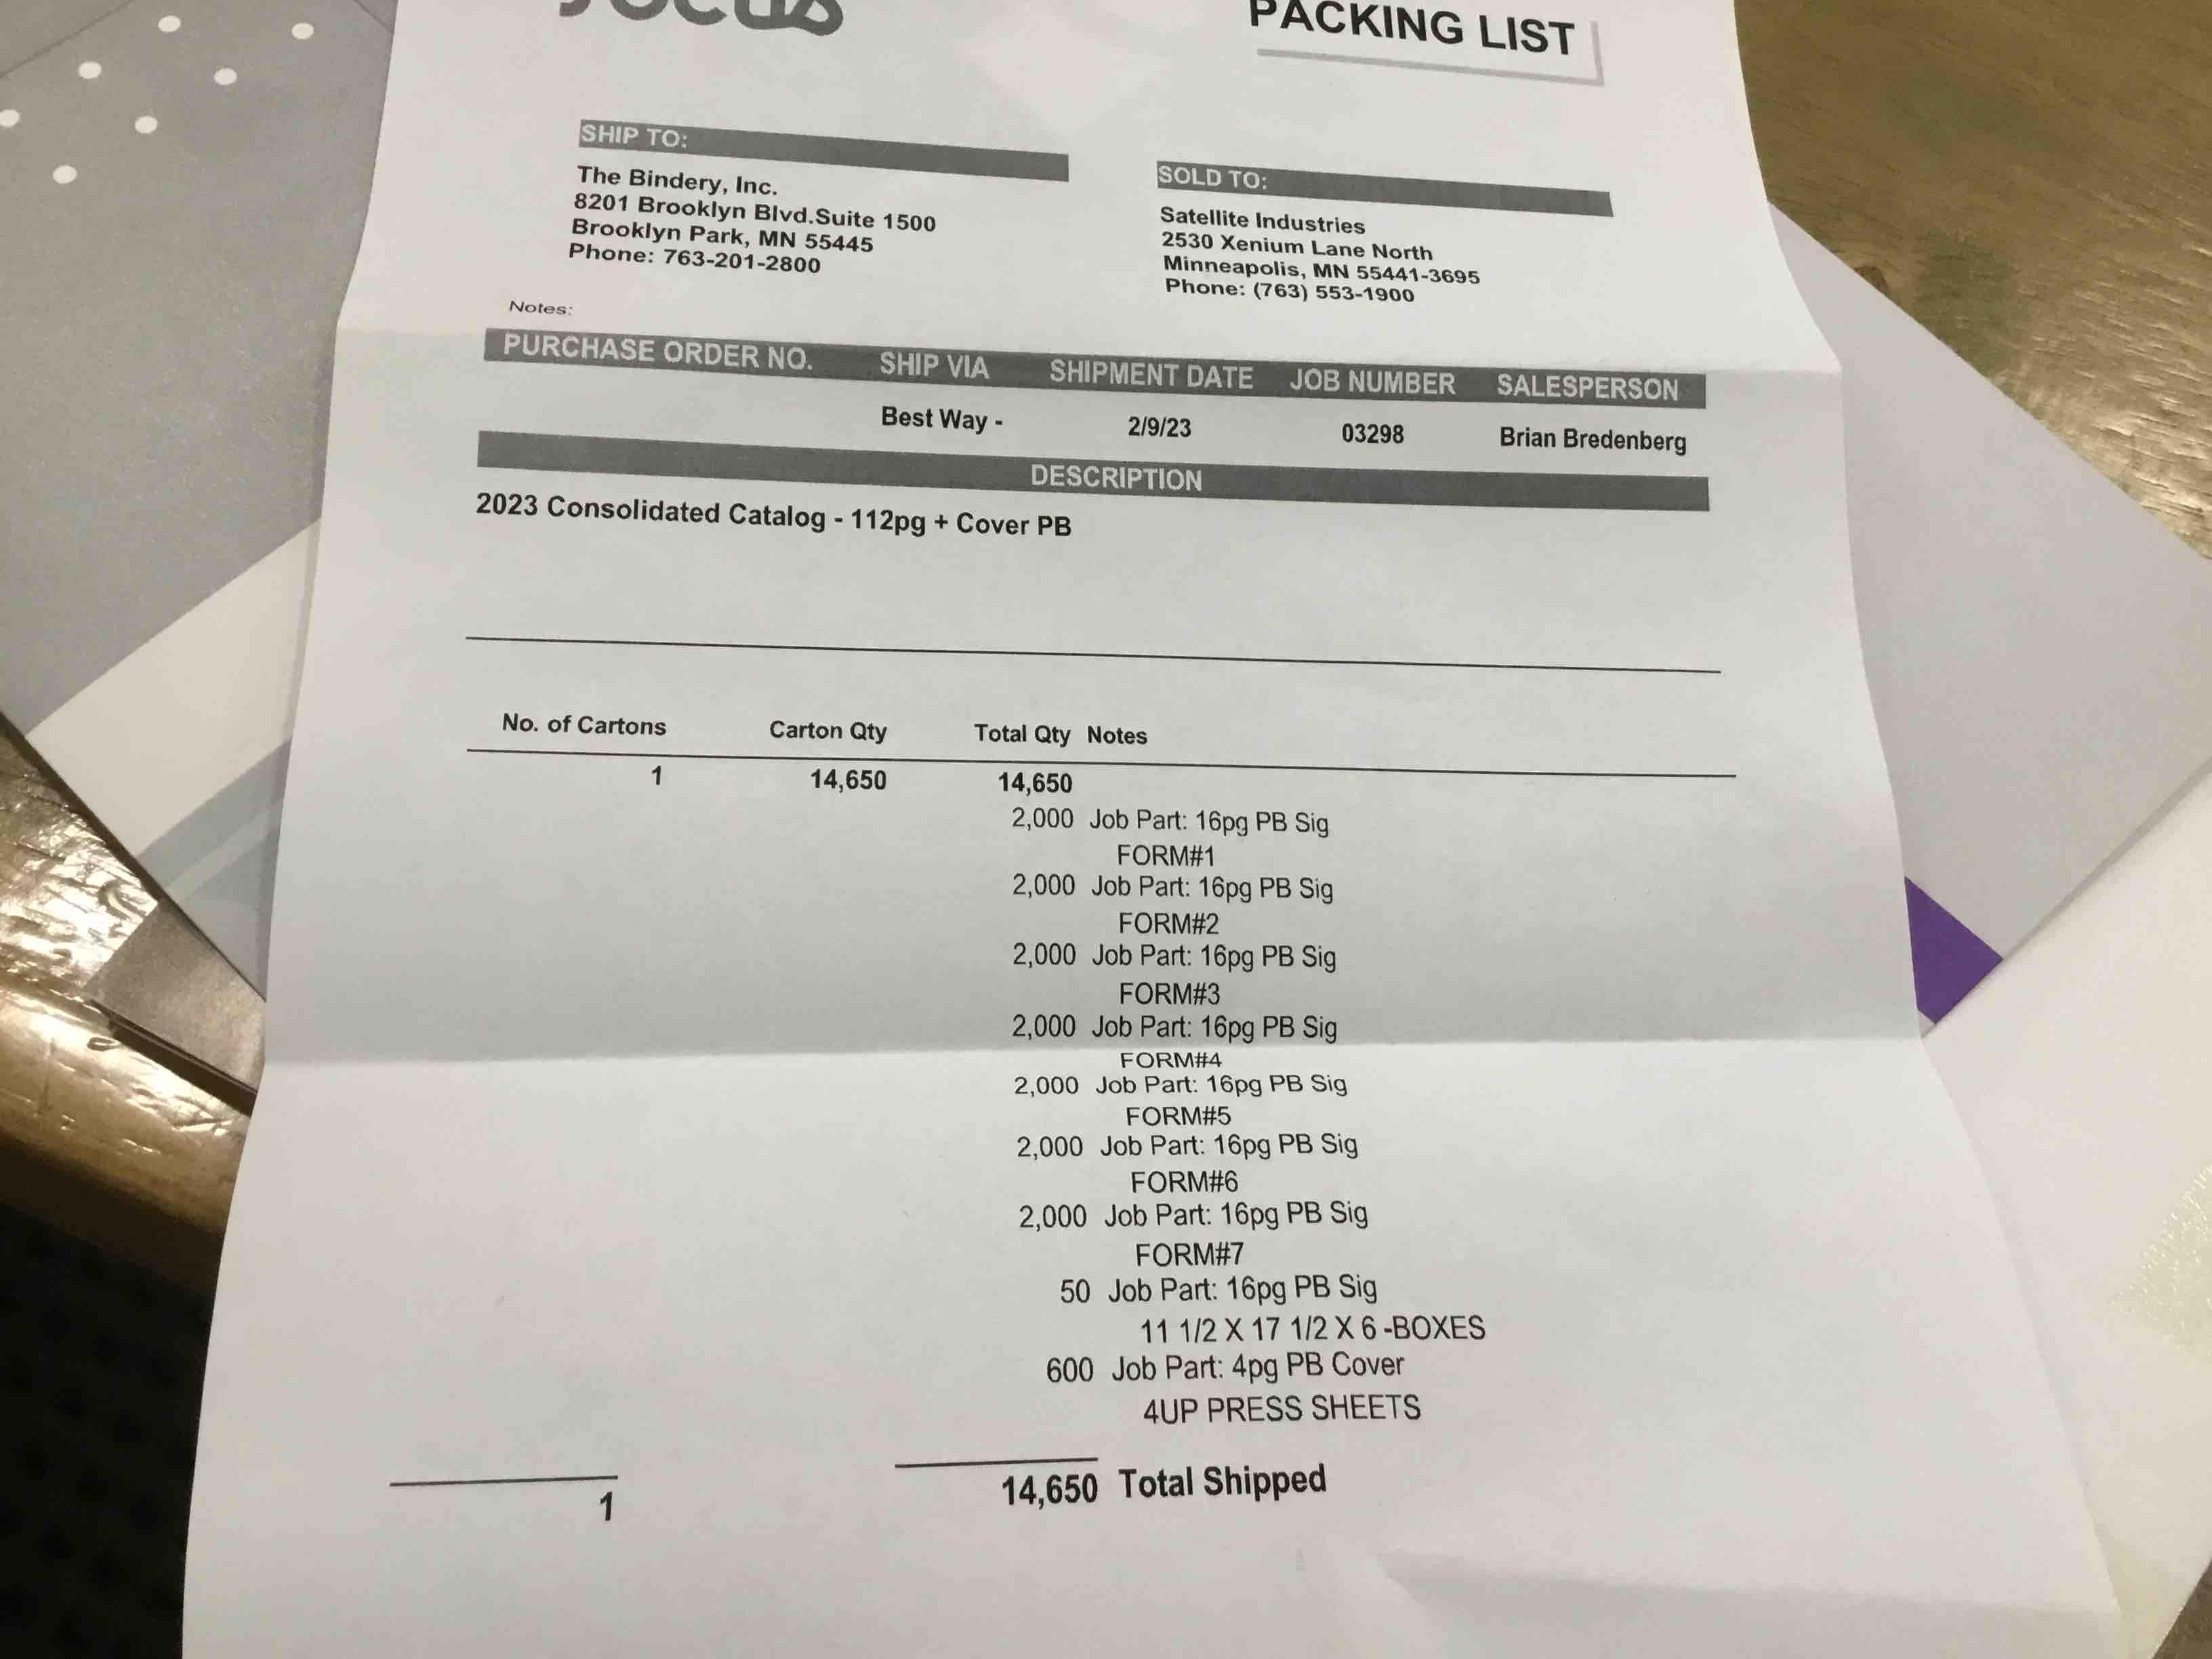 PACKING LIST
SHIP TO:
The Bindery, Inc.
8201 Brooklyn Blvd.Suite 1500
Brooklyn Park, MN 55445
Phone: 763-201-2800
SOLD TO:
Satellite Industries
2530 Xenium Lane North
Minneapolis, MN 55441-3695
Phone: (763) 553-1900
Notes:
PURCHASE ORDER NO. SHIP VIA SHIPMENT DATE JOB NUMBER SALESPERSON
Best Way - 2/9/23 03298 Brian Bredenberg
DESCRIPTION
2023 Consolidated Catalog - 112pg + Cover PB
No. of Cartons Carton Qty Total Qty Notes
1 14,650 14,650
2,000 Job Part: 16pg PB Sig
FORM#1
2,000 Job Part: 16pg PB Sig
FORM#2
2,000 Job Part: 16pg PB Sig
FORM#3
2,000 Job Part: 16pg PB Sig
FORM#4
2,000 Job Part: 16pg PB Sig
FORM#5
2,000 Job Part: 16pg PB Sig
FORM#6
2,000 Job Part: 16pg PB Sig
FORM#7
50 Job Part: 16pg PB Sig
11 1/2 X 17 1/2 X 6 -BOXES
600 Job Part: 4pg PB Cover
4UP PRESS SHEETS
1 14,650 Total Shipped